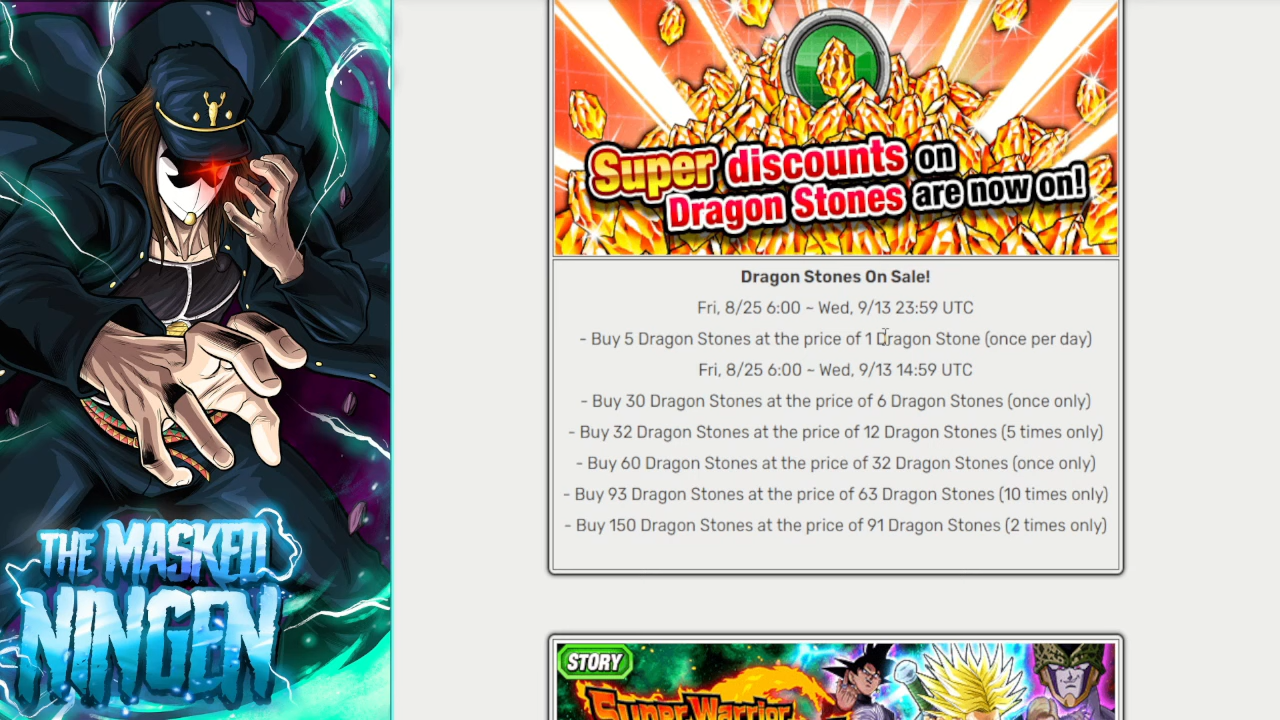 THE MASKED
NINGEN
Super discounts on
Dragon Stones are now on!
Dragon Stones On Sale!
Fri, 8/25 6:00 ~ Wed, 9/13 23:59 UTC
- Buy 5 Dragon Stones at the price of 1 Dragon Stone (once per day)
Fri, 8/25 6:00 ~ Wed, 9/13 14:59 UTC
- Buy 30 Dragon Stones at the price of 6 Dragon Stones (once only)
- Buy 32 Dragon Stones at the price of 12 Dragon Stones (5 times only)
- Buy 60 Dragon Stones at the price of 32 Dragon Stones (once only)
- Buy 93 Dragon Stones at the price of 63 Dragon Stones (10 times only)
- Buy 150 Dragon Stones at the price of 91 Dragon Stones (2 times only)
STORY
Super Warrior